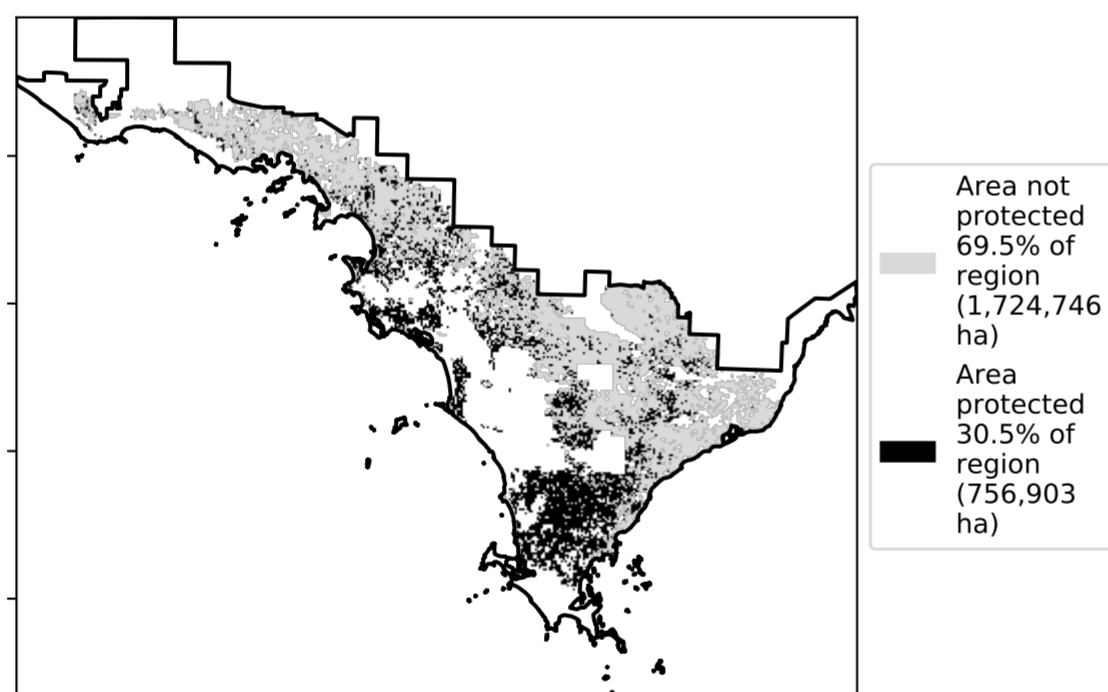 Area not
protected
69.5% of
region
(1,724,746
ha)
Area
protected
30.5% of
region
(756,903
ha)